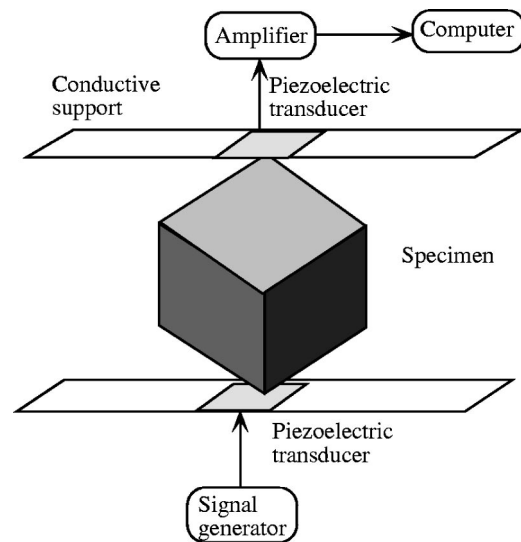 Amplifier
Computer
Conductive
support
Piezoelectric
transducer
Specimen
Piezoelectric
transducer
Signal
generator